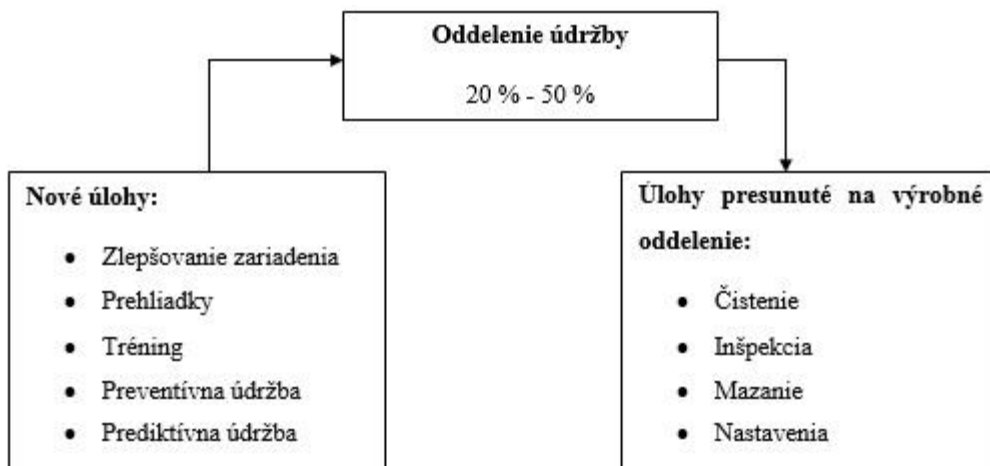 Oddelenie údržby
20 % - 50 %
Nové úlohy:
• Zlepšovanie zariadenia
• Prehliadky
• Tréning
• Preventívna údržba
• Prediktívna údržba
Úlohy presunuté na výrobné
oddelenie:
• Čistenie
• Inšpekcia
• Mazanie
• Nastavenia